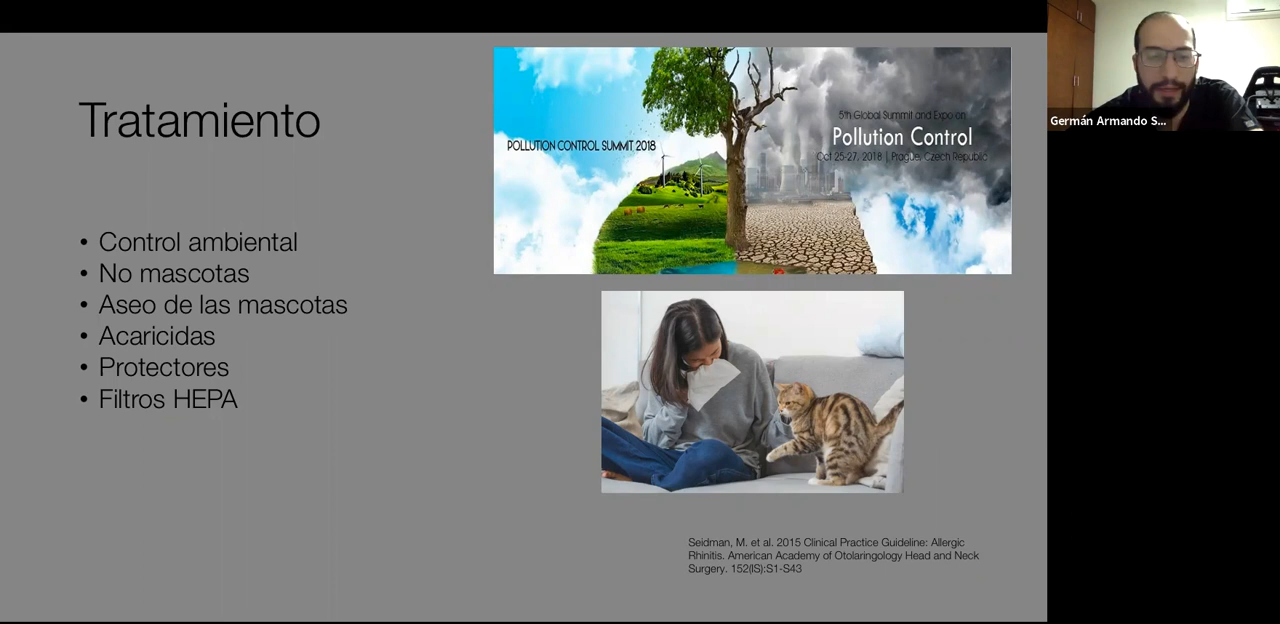 Tratamiento
• Control ambiental
• No mascotas
• Aseo de las mascotas
• Acaricidas
• Protectores
• Filtros HEPA
POLLUTION CONTROL SUMMIT 2018
5th Global Summit and Expo on
Pollution Control
Oct 25-27, 2018 | Prague, Czech Republic
Seidman, M. et al. 2015 Clinical Practice Guideline: Allergic
Rhinitis. American Academy of Otolaryngology Head and Neck
Surgery. 152(IS):S1-S43
Germán Armando S...